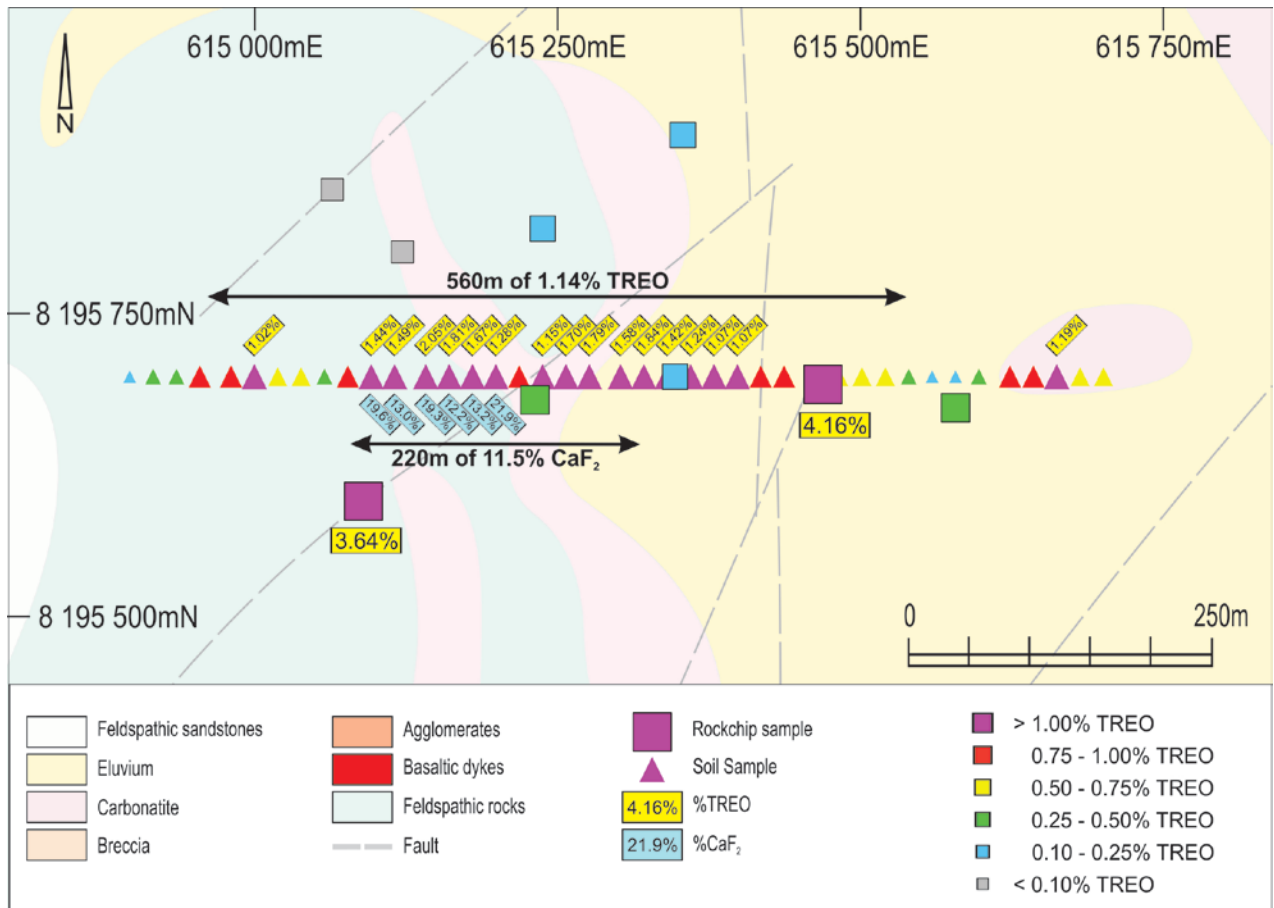 615 000mE 615 250mE 615 500mE 615 750mE
N
560m of 1.14% TREO
8 195 750mN
1.02% 1.44% 1.49% 2.05% 1.81% 1.67% 1.28% 1.15% 1.70% 1.79% 1.58% 1.84% 1.42% 1.24% 1.07% 1.07% 1.19%
19.6% 13.0% 19.3% 12.2% 13.2% 21.9%
4.16%
220m of 11.5% CaF₂
3.64%
8 195 500mN
0 250m
Feldspathic sandstones
Eluvium
Carbonatite
Breccia
Agglomerates
Basaltic dykes
Feldspathic rocks
Fault
Rockchip sample
Soil Sample
4.16% %TREO
21.9% %CaF₂
> 1.00% TREO
0.75 - 1.00% TREO
0.50 - 0.75% TREO
0.25 - 0.50% TREO
0.10 - 0.25% TREO
< 0.10% TREO